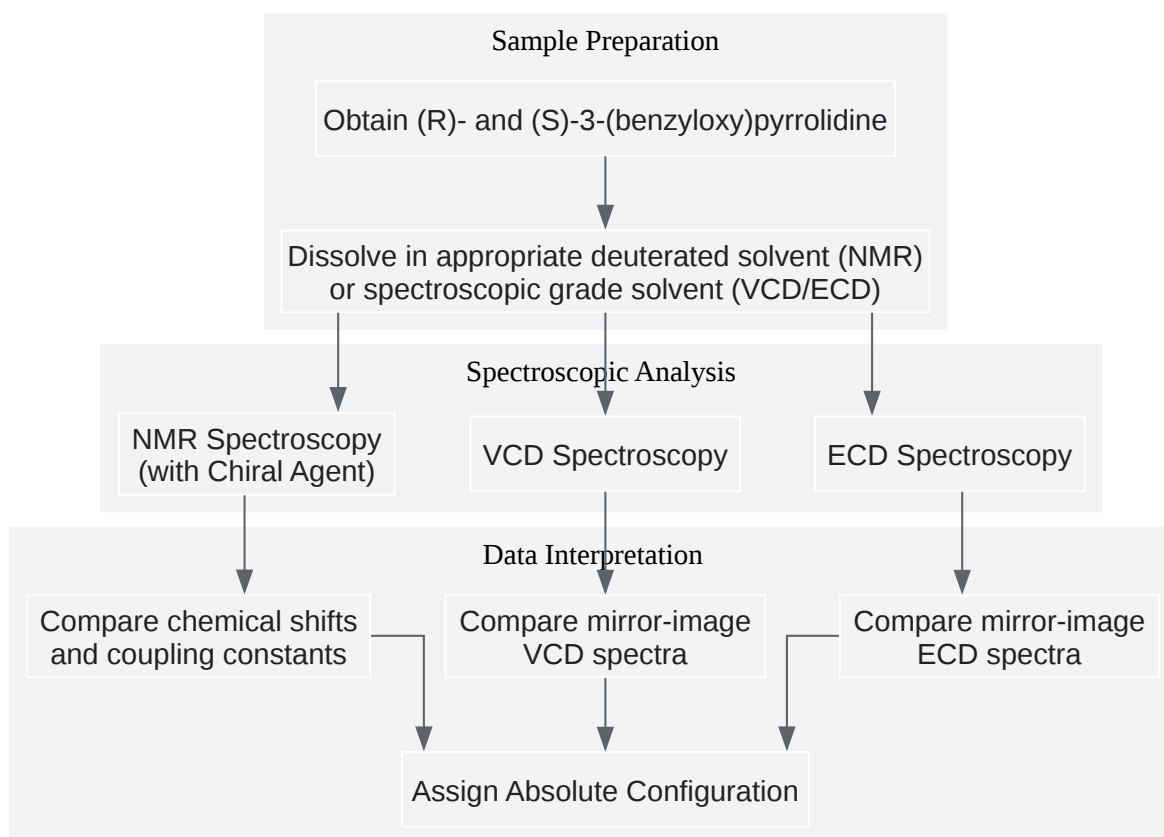 Sample Preparation
Obtain (R)- and (S)-3-(benzyloxy)pyrrolidine
Dissolve in appropriate deuterated solvent (NMR)
or spectroscopic grade solvent (VCD/ECD)
Spectroscopic Analysis
NMR Spectroscopy
(with Chiral Agent)
VCD Spectroscopy
ECD Spectroscopy
Data Interpretation
Compare chemical shifts
and coupling constants
Compare mirror-image
VCD spectra
Compare mirror-image
ECD spectra
Assign Absolute Configuration